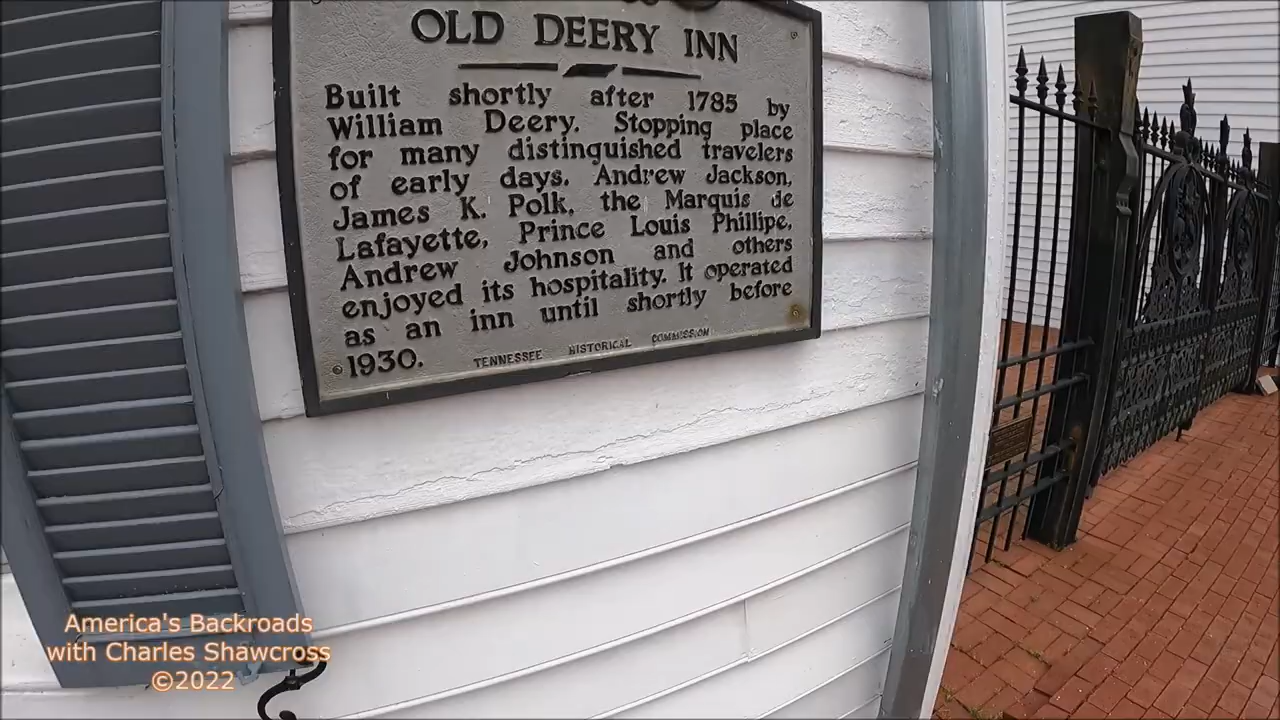 OLD DEERY INN
Built shortly after 1785 by
William Deery. Stopping place
for many distinguished travelers
of early days. Andrew Jackson,
James K. Polk, the Marquis de
Lafayette, Prince Louis Phillipe,
Andrew Johnson and others
enjoyed its hospitality. It operated
as an inn until shortly before
1930.
TENNESSEE HISTORICAL COMMISSION
America's Backroads
with Charles Shawcross
©2022